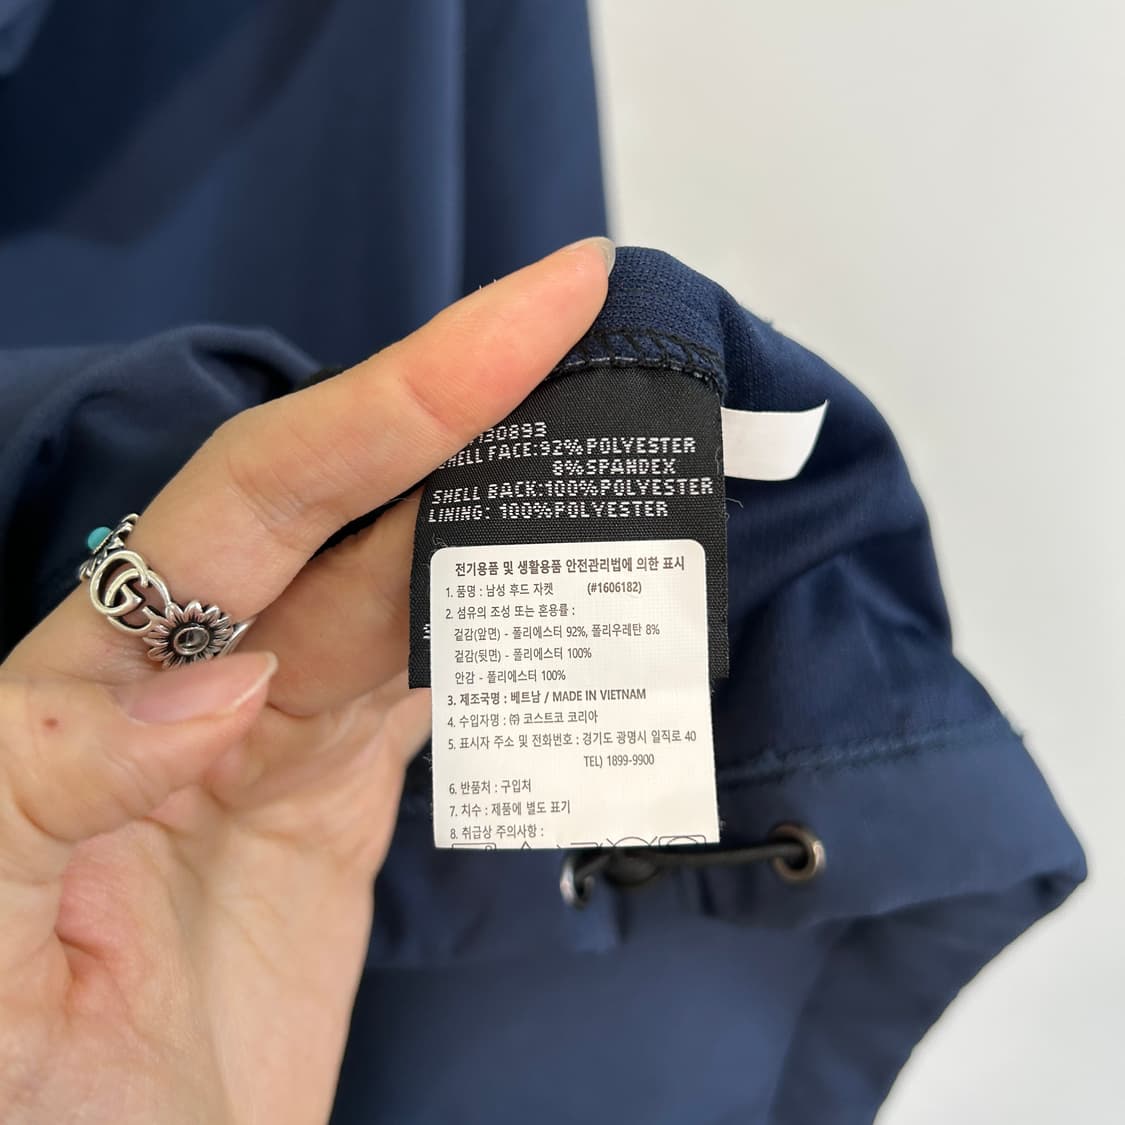 30893
SHELL FACE:92%POLYESTER
8%SPANDEX
SHELL BACK:100%POLYESTER
LINING: 100%POLYESTER
전기용품 및 생활용품 안전관리법에 의한 표시
1. 품명 : 남성 후드 자켓 (#1606182)
2. 섬유의 조성 또는 혼용률 :
겉감(앞면) - 폴리에스터 92%, 폴리우레탄 8%
겉감(뒷면) - 폴리에스터 100%
안감 - 폴리에스터 100%
3. 제조국명 : 베트남 / MADE IN VIETNAM
4. 수입자명 : ㈜ 코스트코 코리아
5. 표시자 주소 및 전화번호 : 경기도 광명시 일직로 40
TEL) 1899-9900
6. 반품처 : 구입처
7. 치수 : 제품에 별도 표기
8. 취급상 주의사항 :